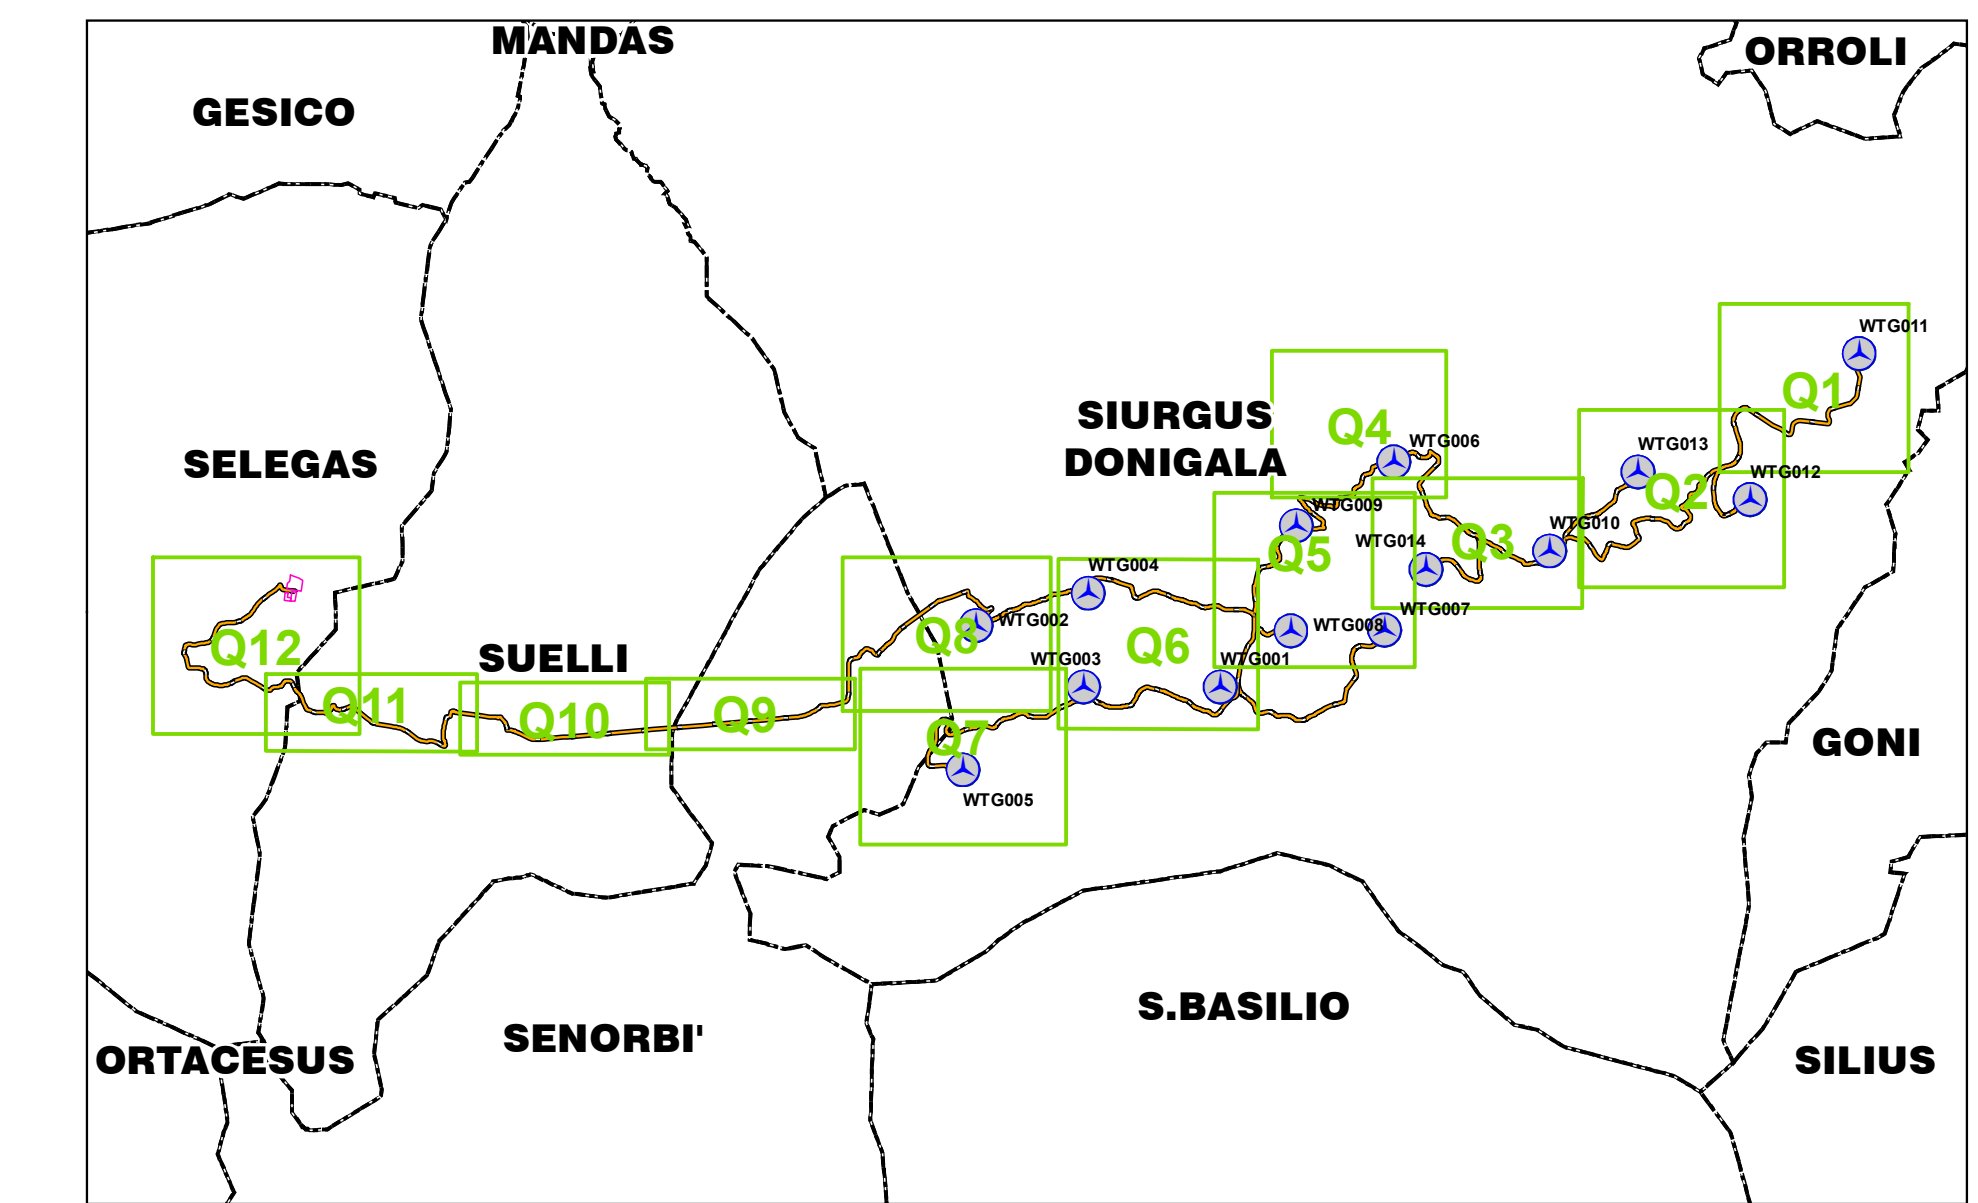 MANDAS
ORROLI
GESICO
WTG011
Q1
SIURGUS
DONIGALA
Q4
WTG006
WTG013
SELEGAS
WTG012
Q2
WTG009
WTG010
WTG014
Q3
Q5
WTG004
WTG007
WTG002
WTG008
Q8
Q12
Q6
SUELLI
WTG003
WTG001
Q11
Q10
Q9
Q7
GONI
WTG005
S.BASILIO
SENORBI'
ORTACESUS
SILIUS